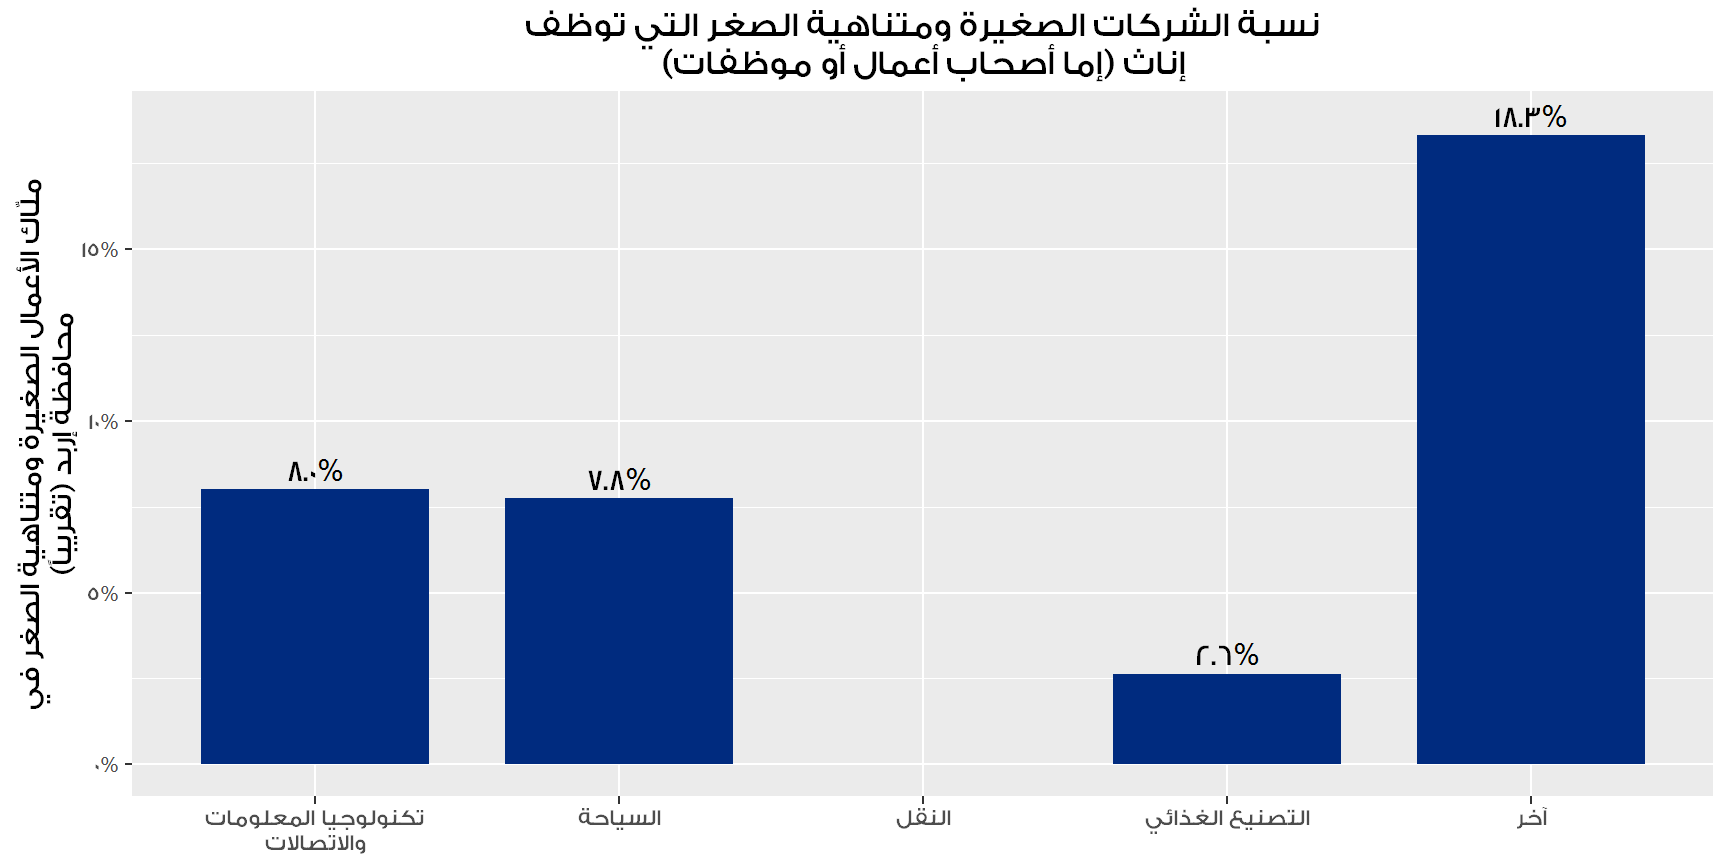 نسبة الشركات الصغيرة ومتناهية الصغر التي توظف
إناث (إما أصحاب أعمال أو موظفات)
ملّاك الأعمال الصغيرة ومتناهية الصغر في
محافظة إربد (تقريباً)
١٥%
١٠%
٥%
٠%
٨.٠%
٧.٨%
٢.٦%
١٨.٣%
تكنولوجيا المعلومات
والاتصالات
السياحة
النقل
التصنيع الغذائي
آخر